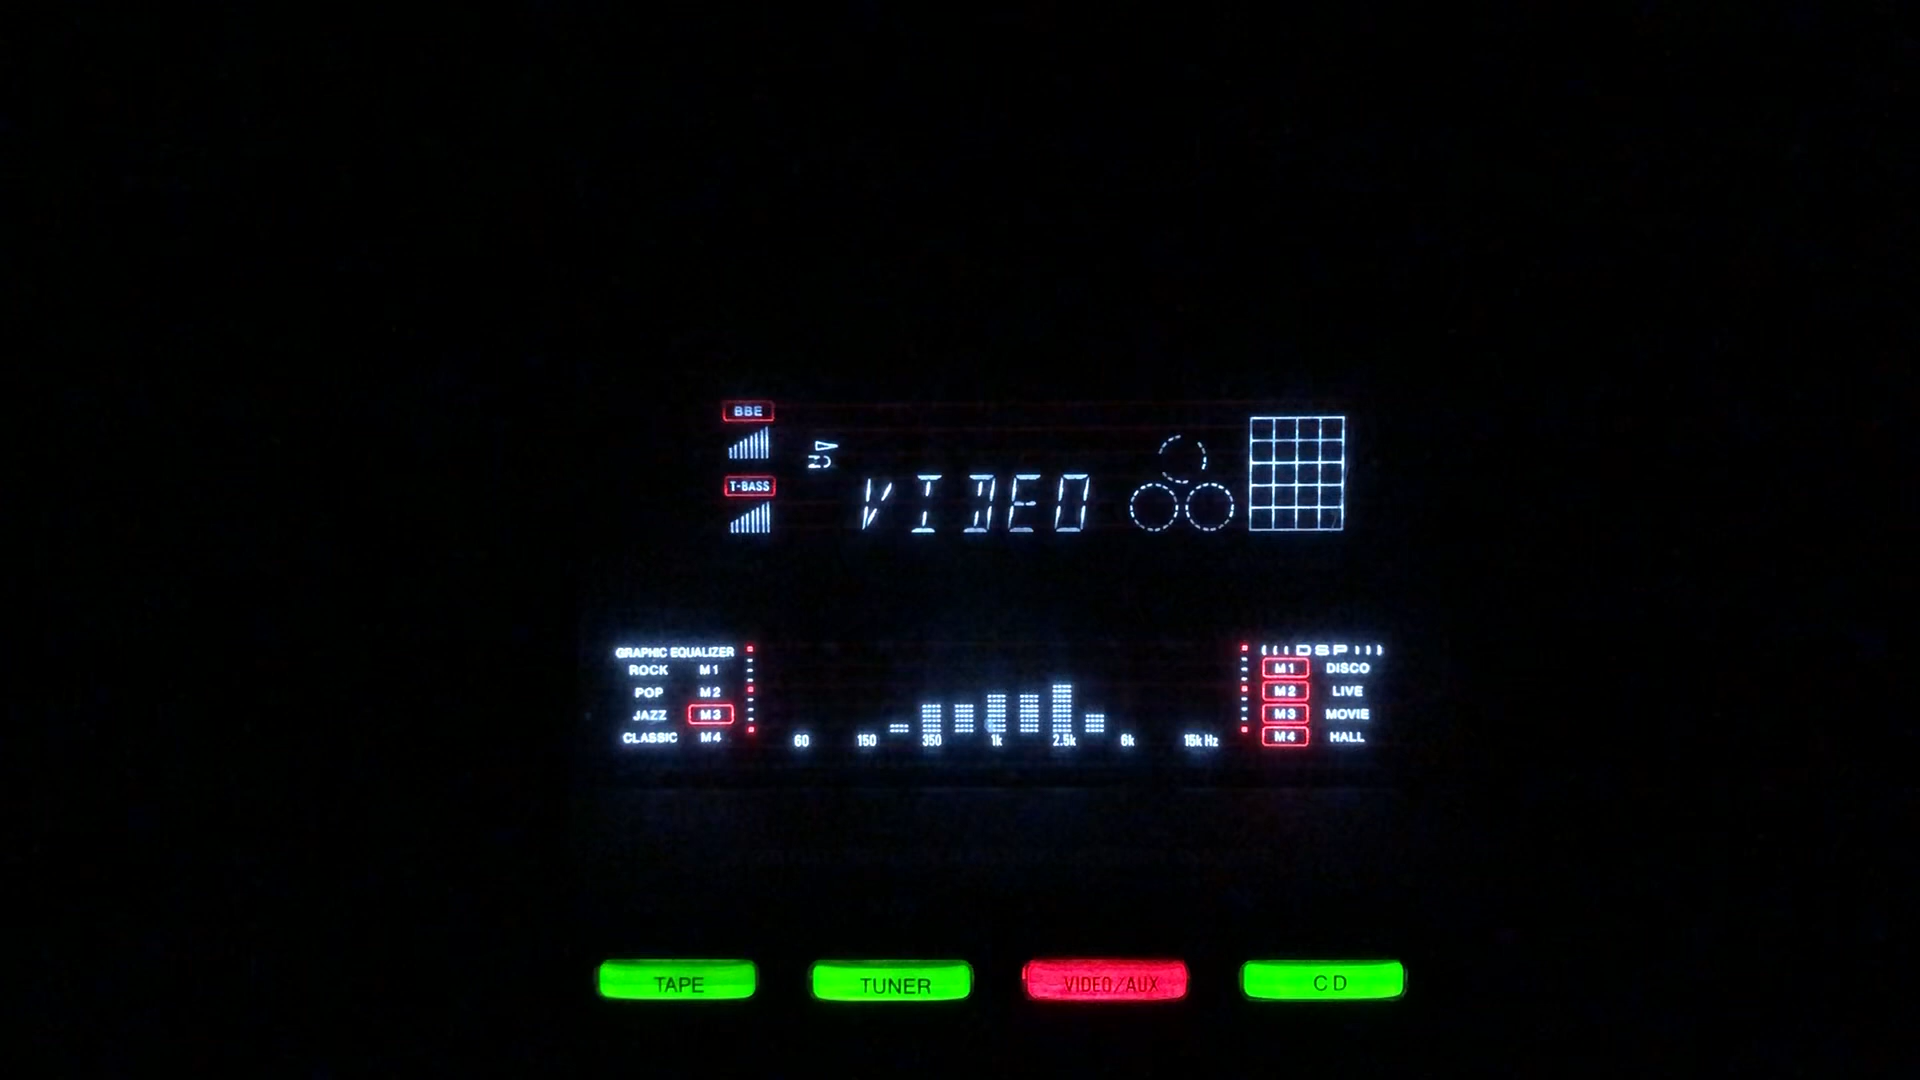 BBE
T-BASS
VIDEO
GRAPHIC EQUALIZER
ROCK M1
POP M2
JAZZ M3
CLASSIC M4
60 150 350 1k 2.5k 6k 15k Hz
DSP
M1 DISCO
M2 LIVE
M3 MOVIE
M4 HALL
TAPE TUNER VIDEO/AUX CD